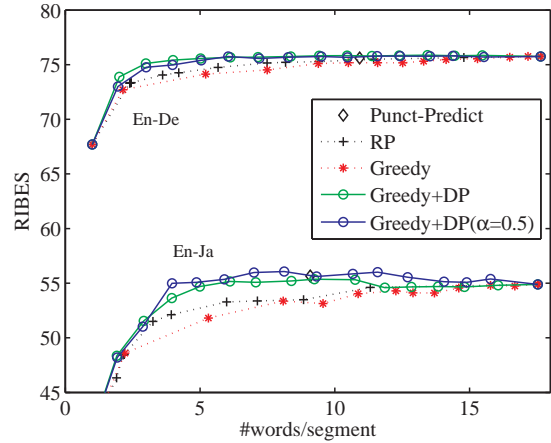 80
75
70
65
60
55
50
45
0
5
10
15
RIBES
#words/segment
En-De
En-Ja
Punct-Predict
RP
Greedy
Greedy+DP
Greedy+DP(α=0.5)